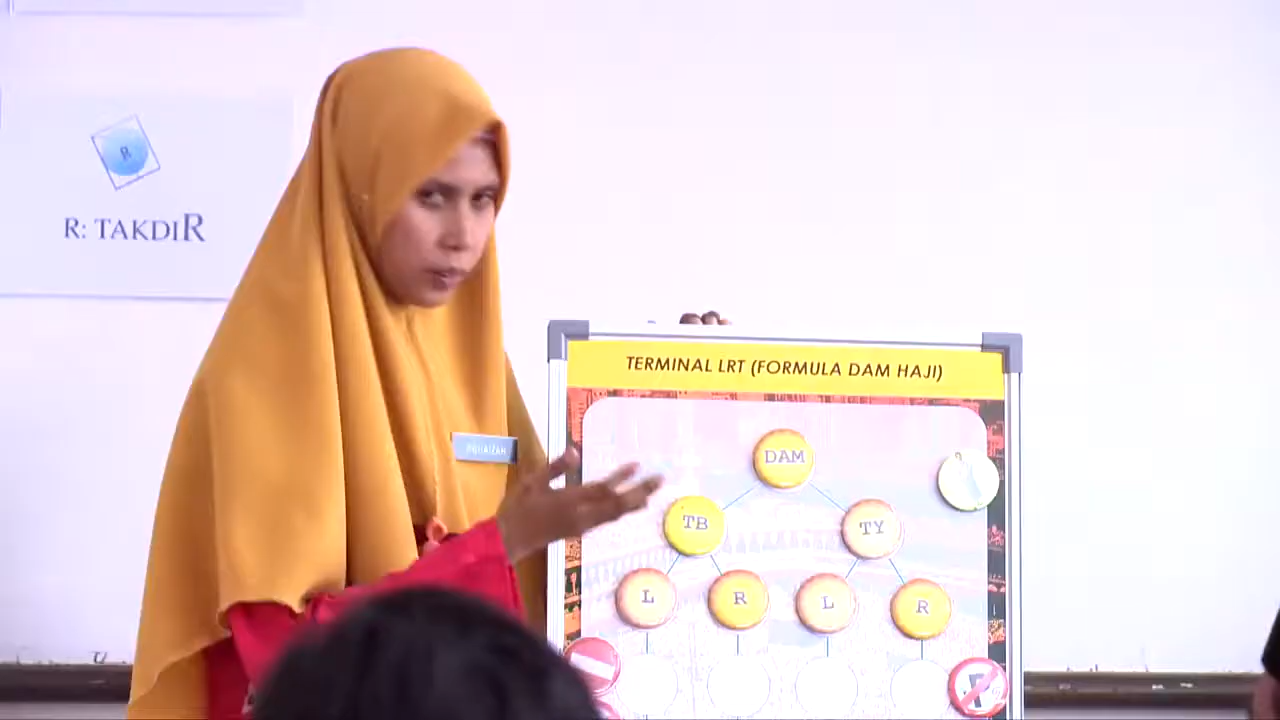 R
R: TAKDIR
TERMINAL LRT (FORMULA DAM HAJI)
DAM
TB
TY
L
R
L
R